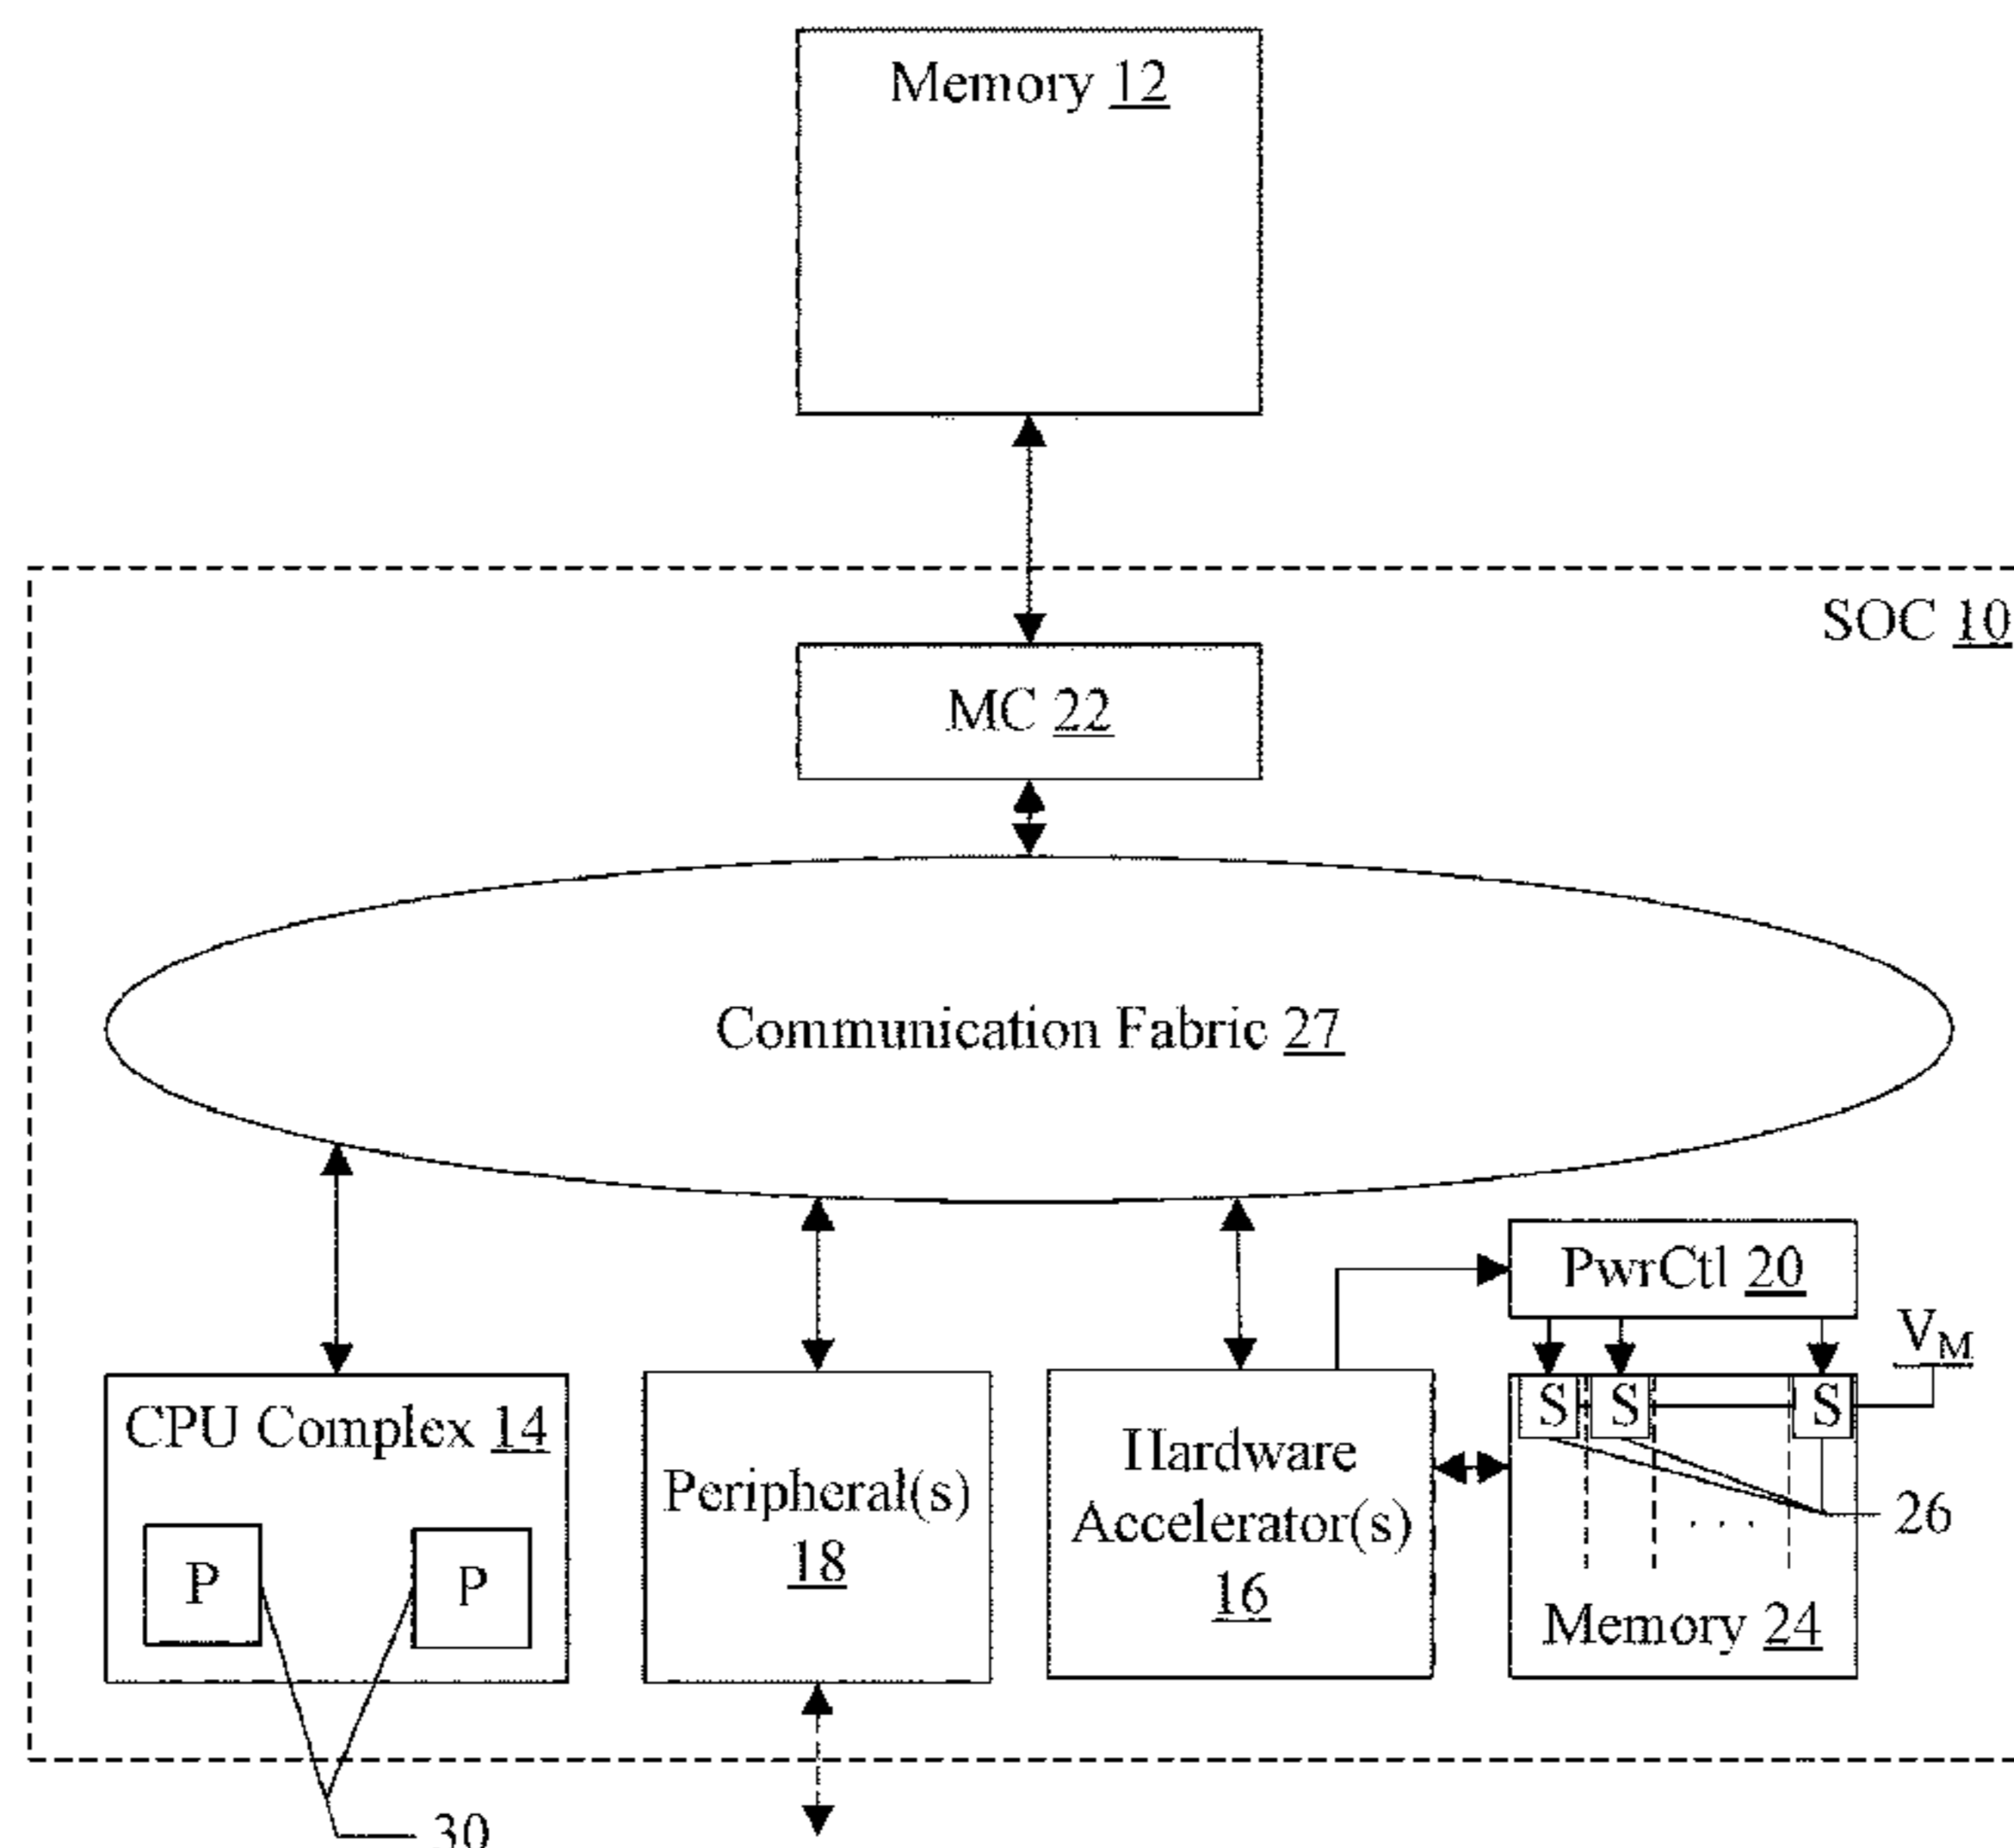 Memory 12
SOC 10
MC 22
Communication Fabric 27
PwrCtl 20
VM
CPU Complex 14
P P
30
Peripheral(s)
18
Hardware
Accelerator(s)
16
S S S
26
. . .
Memory 24